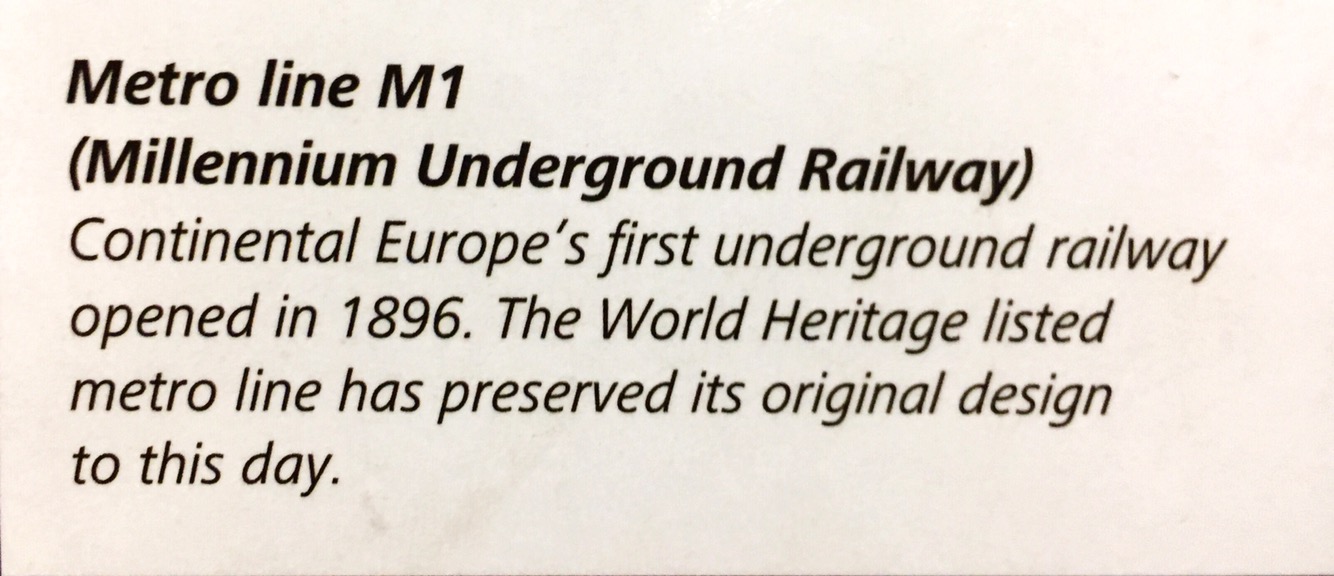 Metro line M1
(Millennium Underground Railway)
Continental Europe’s first underground railway
opened in 1896. The World Heritage listed
metro line has preserved its original design
to this day.